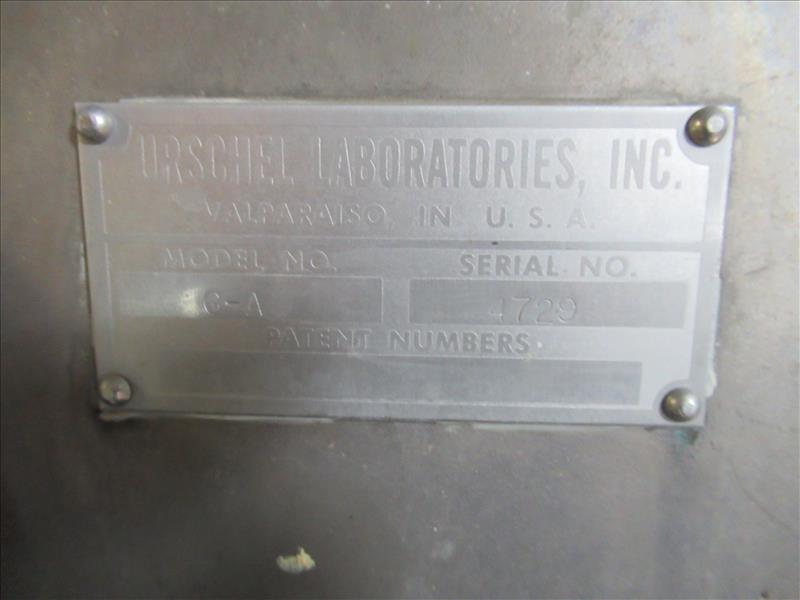 URSCHEL LABORATORIES, INC.
VALPARAISO, IN U. S. A.
MODEL NO. SERIAL NO.
G-A 4729
PATENT NUMBERS